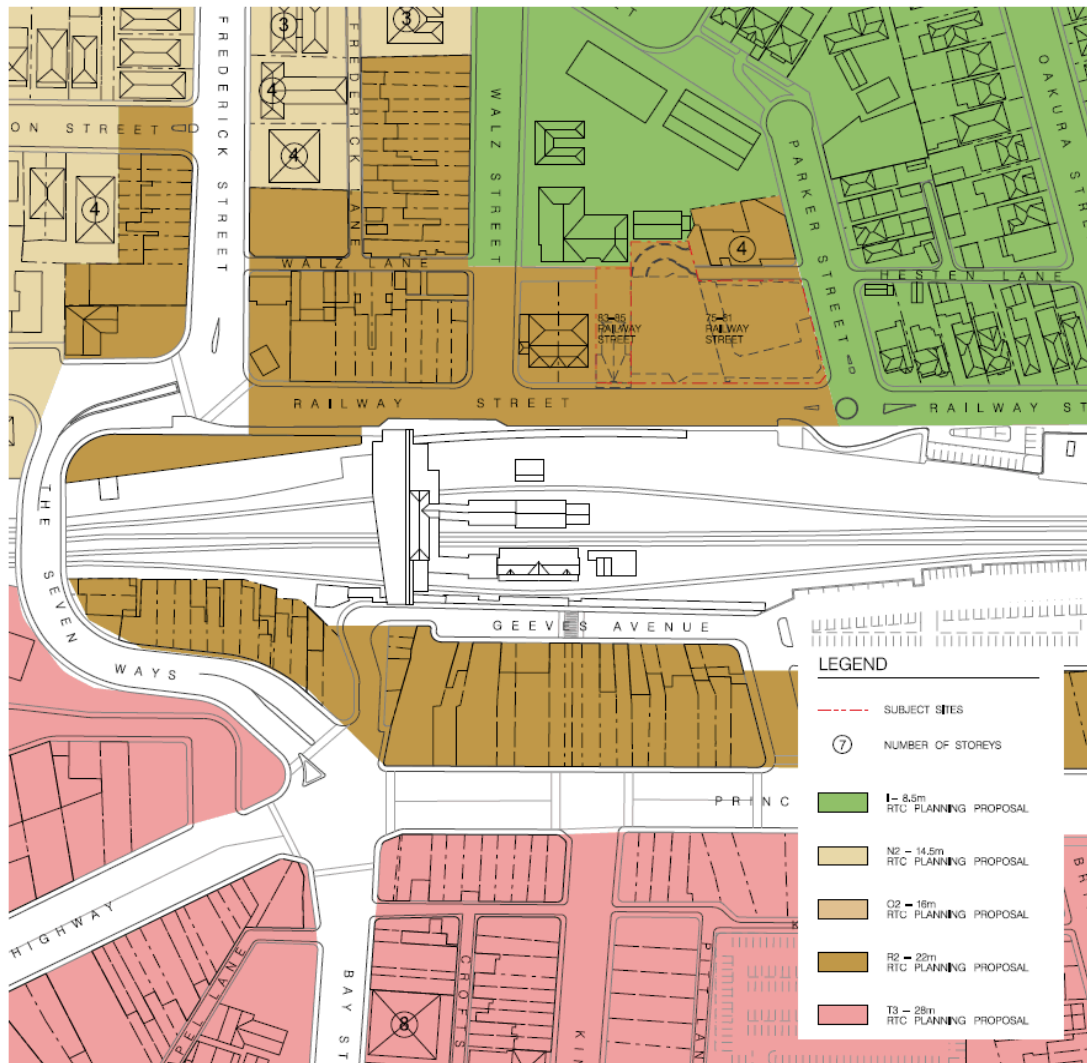 3
3
FREDERICK STREET
FREDERICK LANE
4
4
ON STREET
4
WALZ STREET
PARKER STREET
OAKURA STR
4
WALZ LANE
HESTEN LANE
83-85
RAILWAY
STREET
75-81
RAILWAY
STREET
RAILWAY STREET
RAILWAY ST
THE SEVEN WAYS
GEEVES AVENUE
PRINC
HIGHWAY
BAY ST
8
CROFTS
LEGEND
SUBJECT SITES
7
NUMBER OF STOREYS
I - 8.5m
RTC PLANNING PROPOSAL
N2 - 14.5m
RTC PLANNING PROPOSAL
O2 - 16m
RTC PLANNING PROPOSAL
R2 - 22m
RTC PLANNING PROPOSAL
T3 - 28m
RTC PLANNING PROPOSAL